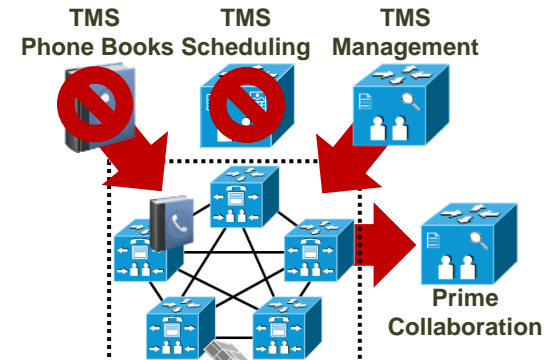 TMS
Phone Books
TMS
Scheduling
TMS
Management
Prime
Collaboration